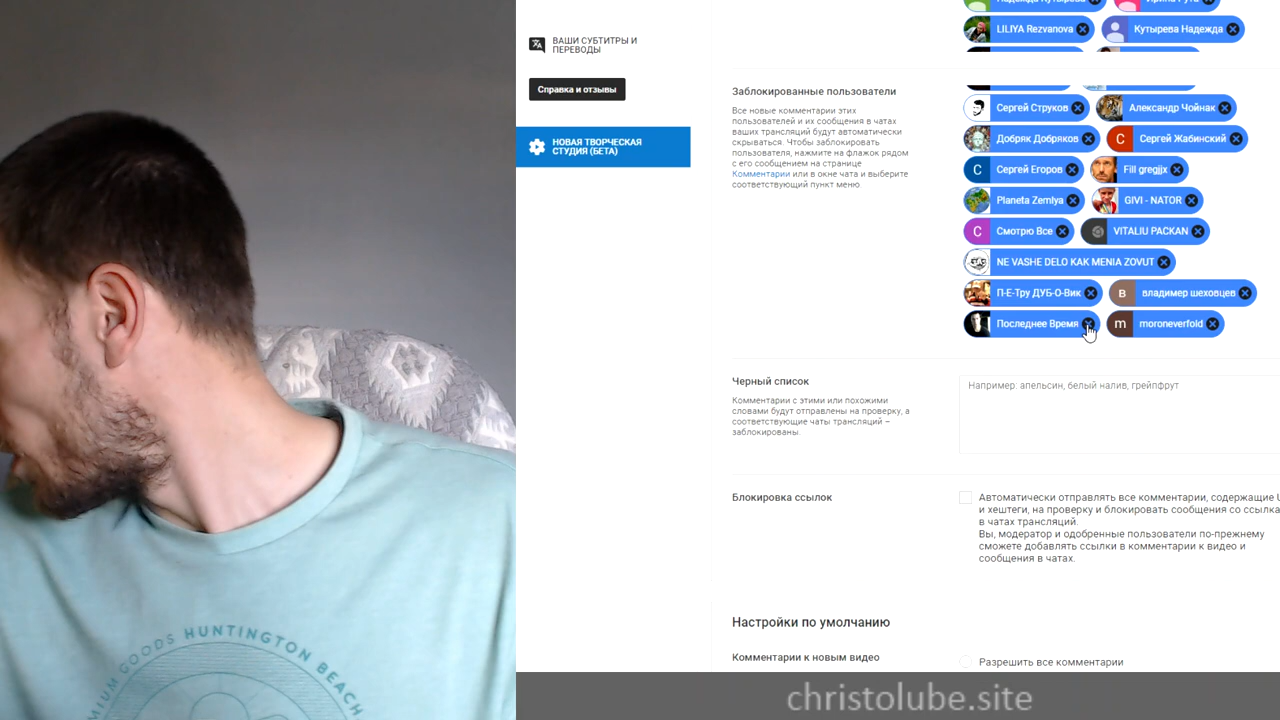 LILIYA Rezvanova
Кутырева Надежда
ВАШИ СУБТИТРЫ И
ПЕРЕВОДЫ
Справка и отзывы
НОВАЯ ТВОРЧЕСКАЯ
СТУДИЯ (БЕТА)
Заблокированные пользователи
Все новые комментарии этих
пользователей и их сообщения в чатах
ваших трансляций будут автоматически
скрываться. Чтобы заблокировать
пользователя, нажмите на флажок рядом
с его сообщением на странице
Комментарии или в окне чата и выберите
соответствующий пункт меню
Сергей Струков
Александр Чойнак
Добряк Добряков
С Сергей Жабинский
С Сергей Егоров
Fill gregjjx
Planeta Zemlya
GIVI - NATOR
С Смотрю Все
VITALIU PACKAN
NE VASHE DELO KAK MENIA ZOVUT
П-Е-Тру ДУБ-О-Вик
в владимир шеховцев
Последнее Время
m moroneverfold
Черный список
Комментарии с этими или похожими
словами будут отправлены на проверку, а
соответствующие чаты трансляций –
заблокированы.
Например: апельсин, белый налив, грейпфрут
Блокировка ссылок
Автоматически отправлять все комментарии, содержащие
и хештеги, на проверку и блокировать сообщения со ссылка
в чатах трансляций.
Вы, модератор и одобренные пользователи по-прежнему
сможете добавлять ссылки в комментарии к видео и
сообщения в чатах.
Настройки по умолчанию
Комментарии к новым видео
Разрешить все комментарии
GOODS HUNTINGTON BEACH
christolube.site